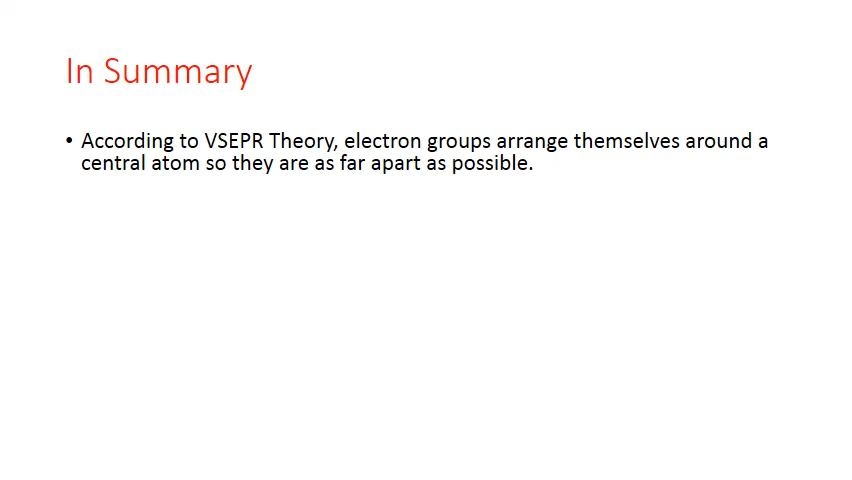 In Summary
• According to VSEPR Theory, electron groups arrange themselves around a
central atom so they are as far apart as possible.